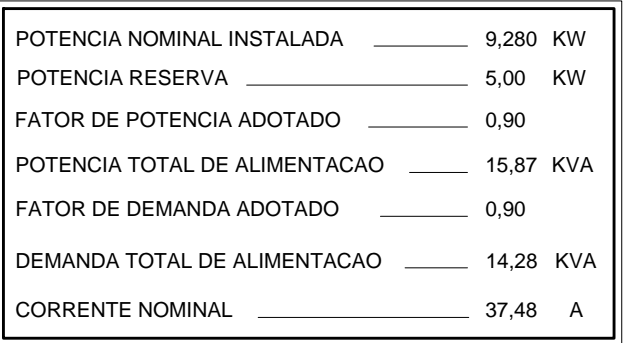 POTENCIA NOMINAL INSTALADA 9,280 KW
POTENCIA RESERVA 5,00 KW
FATOR DE POTENCIA ADOTADO 0,90
POTENCIA TOTAL DE ALIMENTACAO 15,87 KVA
FATOR DE DEMANDA ADOTADO 0,90
DEMANDA TOTAL DE ALIMENTACAO 14,28 KVA
CORRENTE NOMINAL 37,48 A